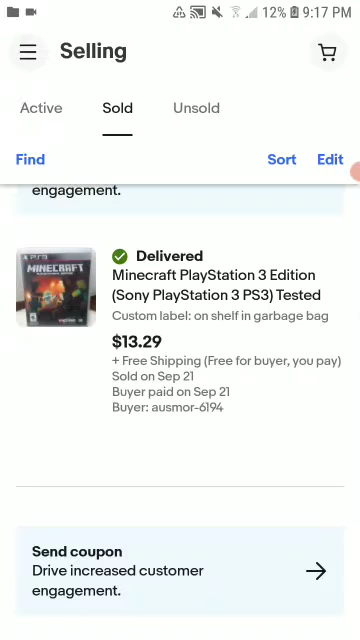 12% 9:17 PM
Selling
Active Sold Unsold
Find Sort Edit
engagement.
Delivered
PS3
MINECRAFT
Minecraft PlayStation 3 Edition
(Sony PlayStation 3 PS3) Tested
Custom label: on shelf in garbage bag
$13.29
+ Free Shipping (Free for buyer, you pay)
Sold on Sep 21
Buyer paid on Sep 21
Buyer: ausmor-6194
Send coupon
Drive increased customer
engagement.